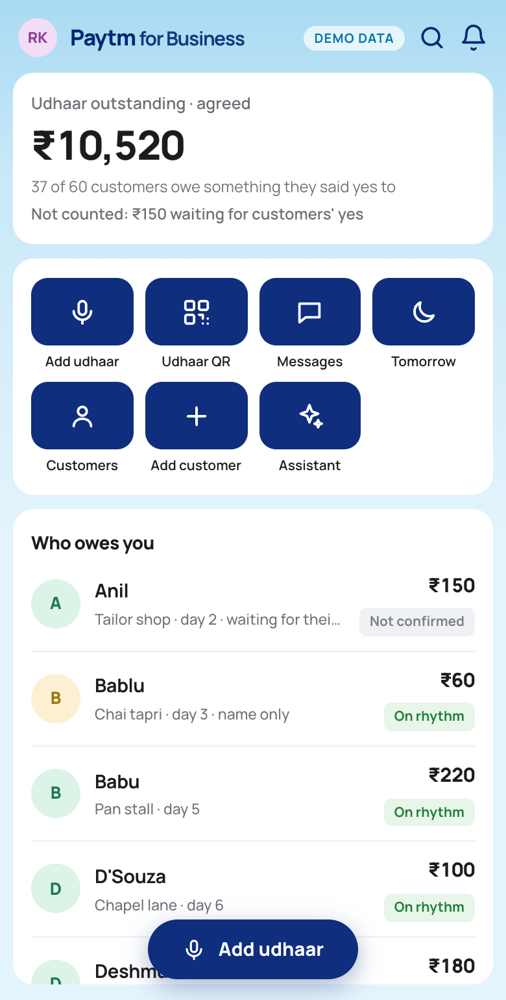 RK
Paytm for Business
DEMO DATA
Udhaar outstanding · agreed
₹10,520
37 of 60 customers owe something they said yes to
Not counted: ₹150 waiting for customers' yes
Add udhaar
Udhaar QR
Messages
Tomorrow
Customers
Add customer
Assistant
Who owes you
A
Anil
₹150
Tailor shop · day 2 · waiting for thei...
Not confirmed
B
Bablu
₹60
Chai tapri · day 3 · name only
On rhythm
B
Babu
₹220
Pan stall · day 5
On rhythm
D
D'Souza
₹100
Chapel lane · day 6
On rhythm
Add udhaar
D
₹180